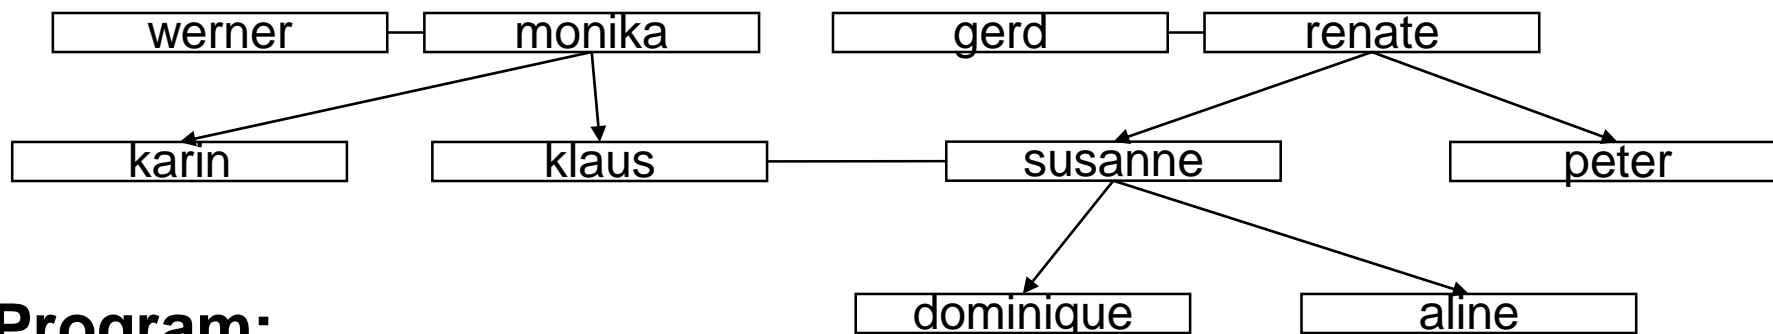 werner monika gerd renate
karin klaus susanne peter
dominique aline
Program: